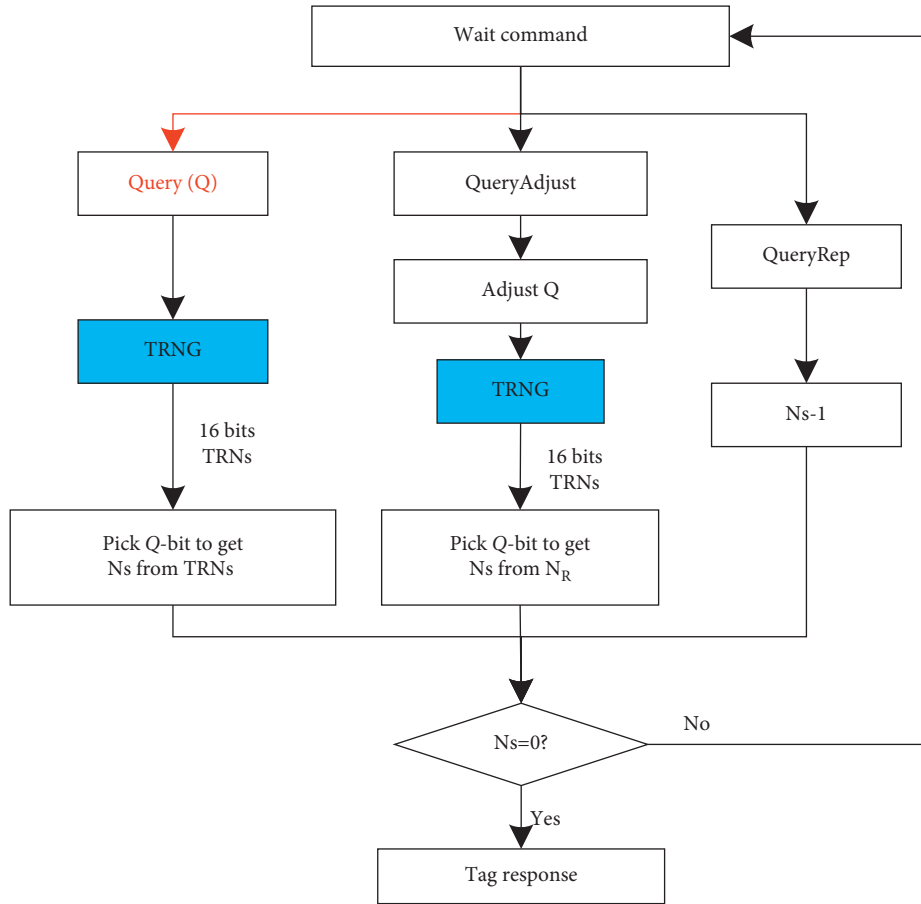 Wait command
Query (Q)
QueryAdjust
QueryRep
Adjust Q
TRNG
TRNG
Ns-1
16 bits
TRNs
16 bits
TRNs
Pick Q-bit to get
Ns from TRNs
Pick Q-bit to get
Ns from N_R
Ns=0?
No
Yes
Tag response